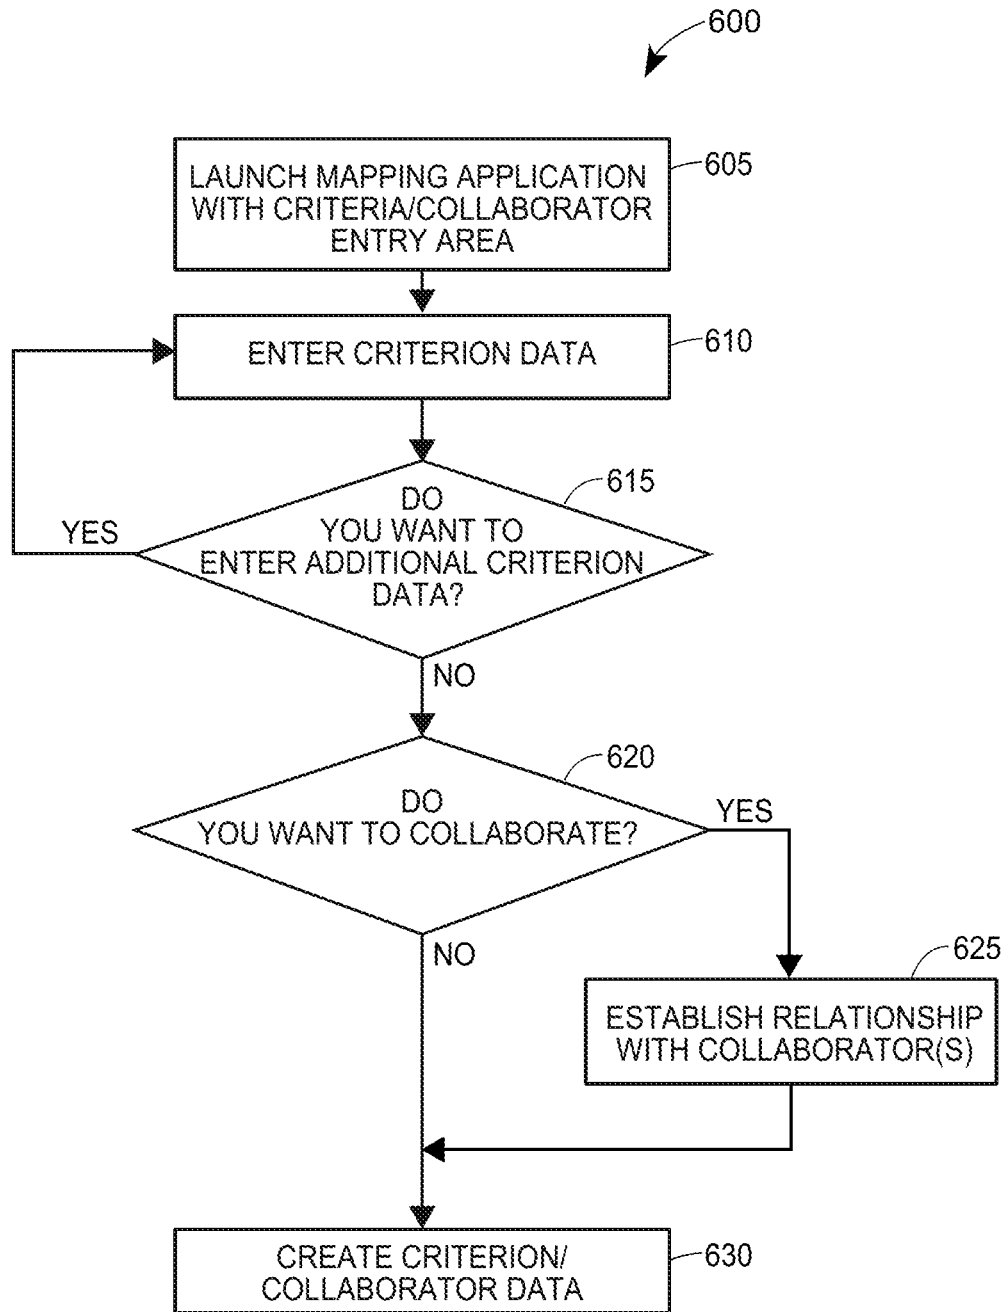 600
LAUNCH MAPPING APPLICATION
WITH CRITERIA/COLLABORATOR
ENTRY AREA
605
ENTER CRITERION DATA
610
DO
YOU WANT TO
ENTER ADDITIONAL CRITERION
DATA?
615
YES
NO
DO
YOU WANT TO COLLABORATE?
620
YES
NO
ESTABLISH RELATIONSHIP
WITH COLLABORATOR(S)
625
CREATE CRITERION/
COLLABORATOR DATA
630